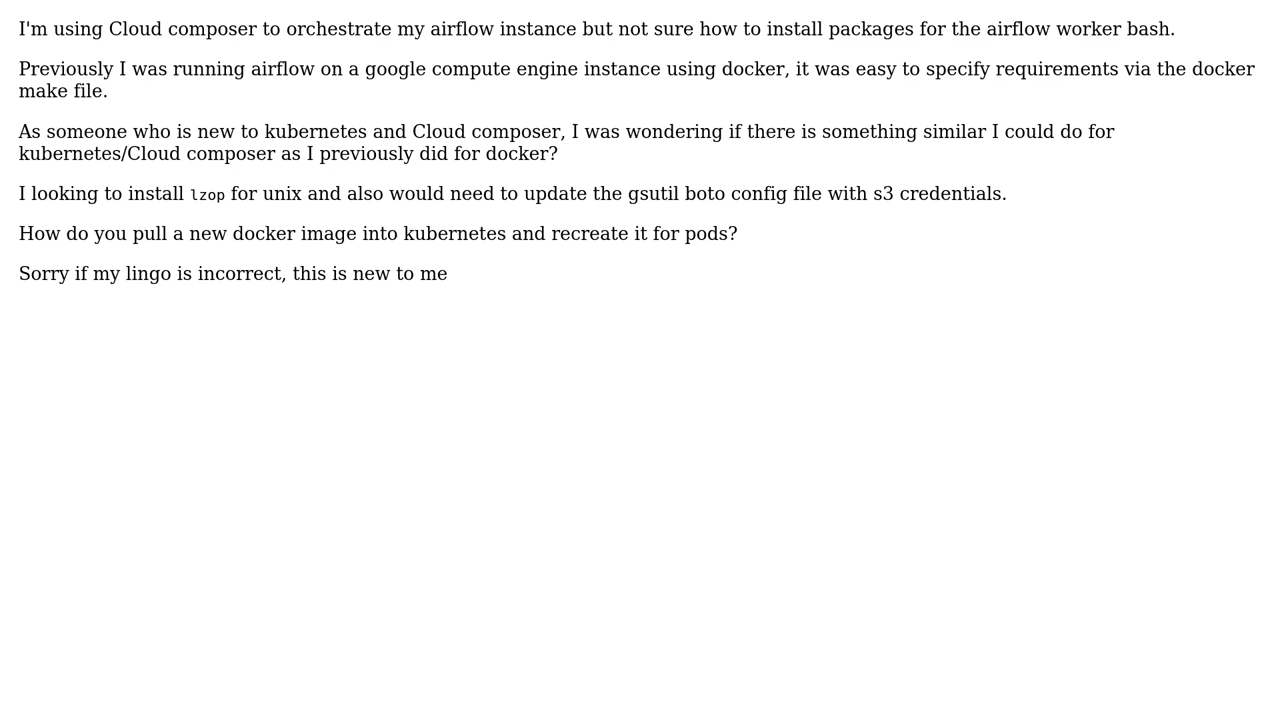 I'm using Cloud composer to orchestrate my airflow instance but not sure how to install packages for the airflow worker bash.
Previously I was running airflow on a google compute engine instance using docker, it was easy to specify requirements via the docker
make file.
As someone who is new to kubernetes and Cloud composer, I was wondering if there is something similar I could do for
kubernetes/Cloud composer as I previously did for docker?
I looking to install lzop for unix and also would need to update the gsutil boto config file with s3 credentials.
How do you pull a new docker image into kubernetes and recreate it for pods?
Sorry if my lingo is incorrect, this is new to me